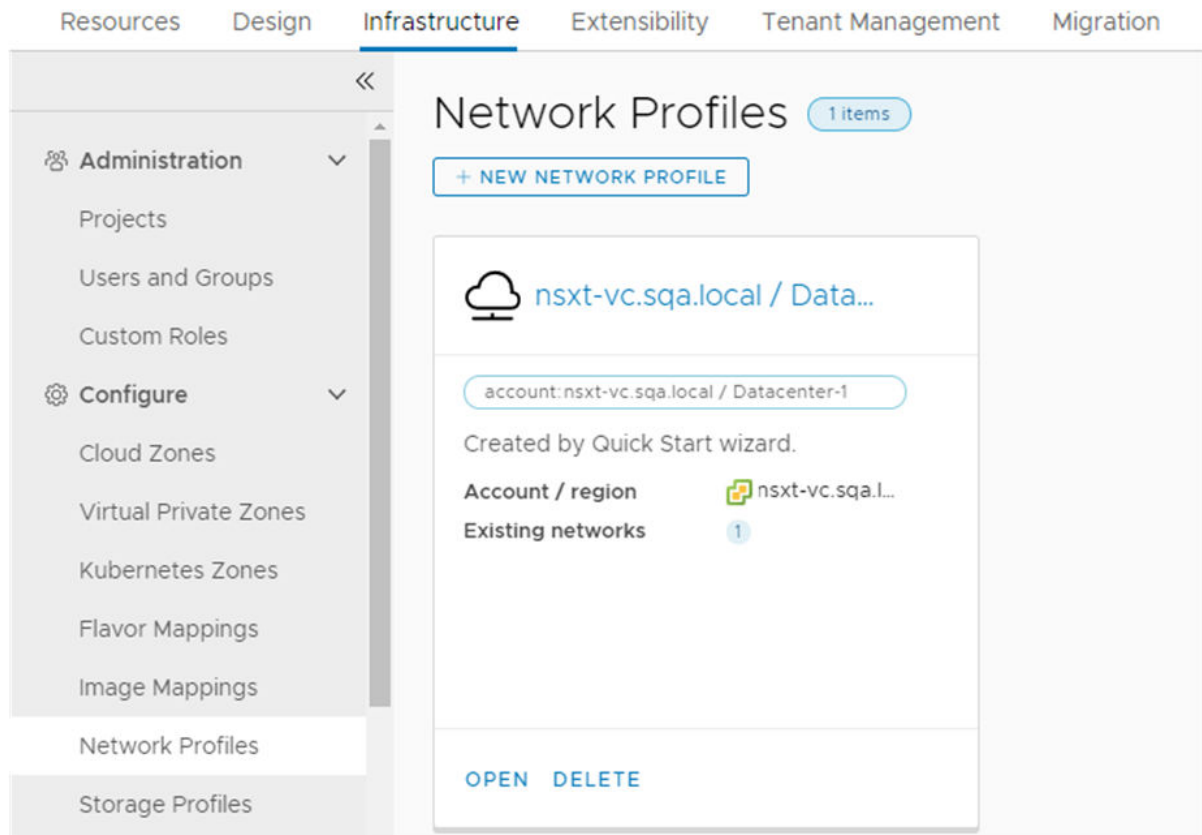 Resources Design Infrastructure Extensibility Tenant Management Migration
«
Administration
Projects
Users and Groups
Custom Roles
Configure
Cloud Zones
Virtual Private Zones
Kubernetes Zones
Flavor Mappings
Image Mappings
Network Profiles
Storage Profiles
Network Profiles 1 items
+ NEW NETWORK PROFILE
nsxt-vc.sqa.local / Data...
account:nsxt-vc.sqa.local / Datacenter-1
Created by Quick Start wizard.
Account / region nsxt-vc.sqa.l...
Existing networks 1
OPEN DELETE